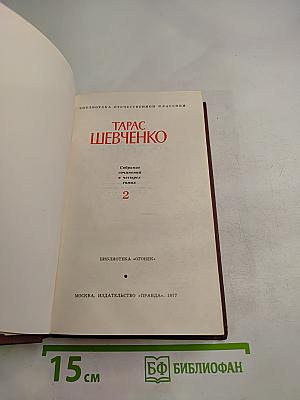 БИБЛИОТЕКА ОТЕЧЕСТВЕННОЙ КЛАССИКИ
ТАРАС
ШЕВЧЕНКО
Собрание
сочинений
в четырех
томах
2
БИБЛИОТЕКА «ОГОНЕК»
МОСКВА. ИЗДАТЕЛЬСТВО «ПРАВДА». 1977
15 см
БФ БИБЛИОФАН